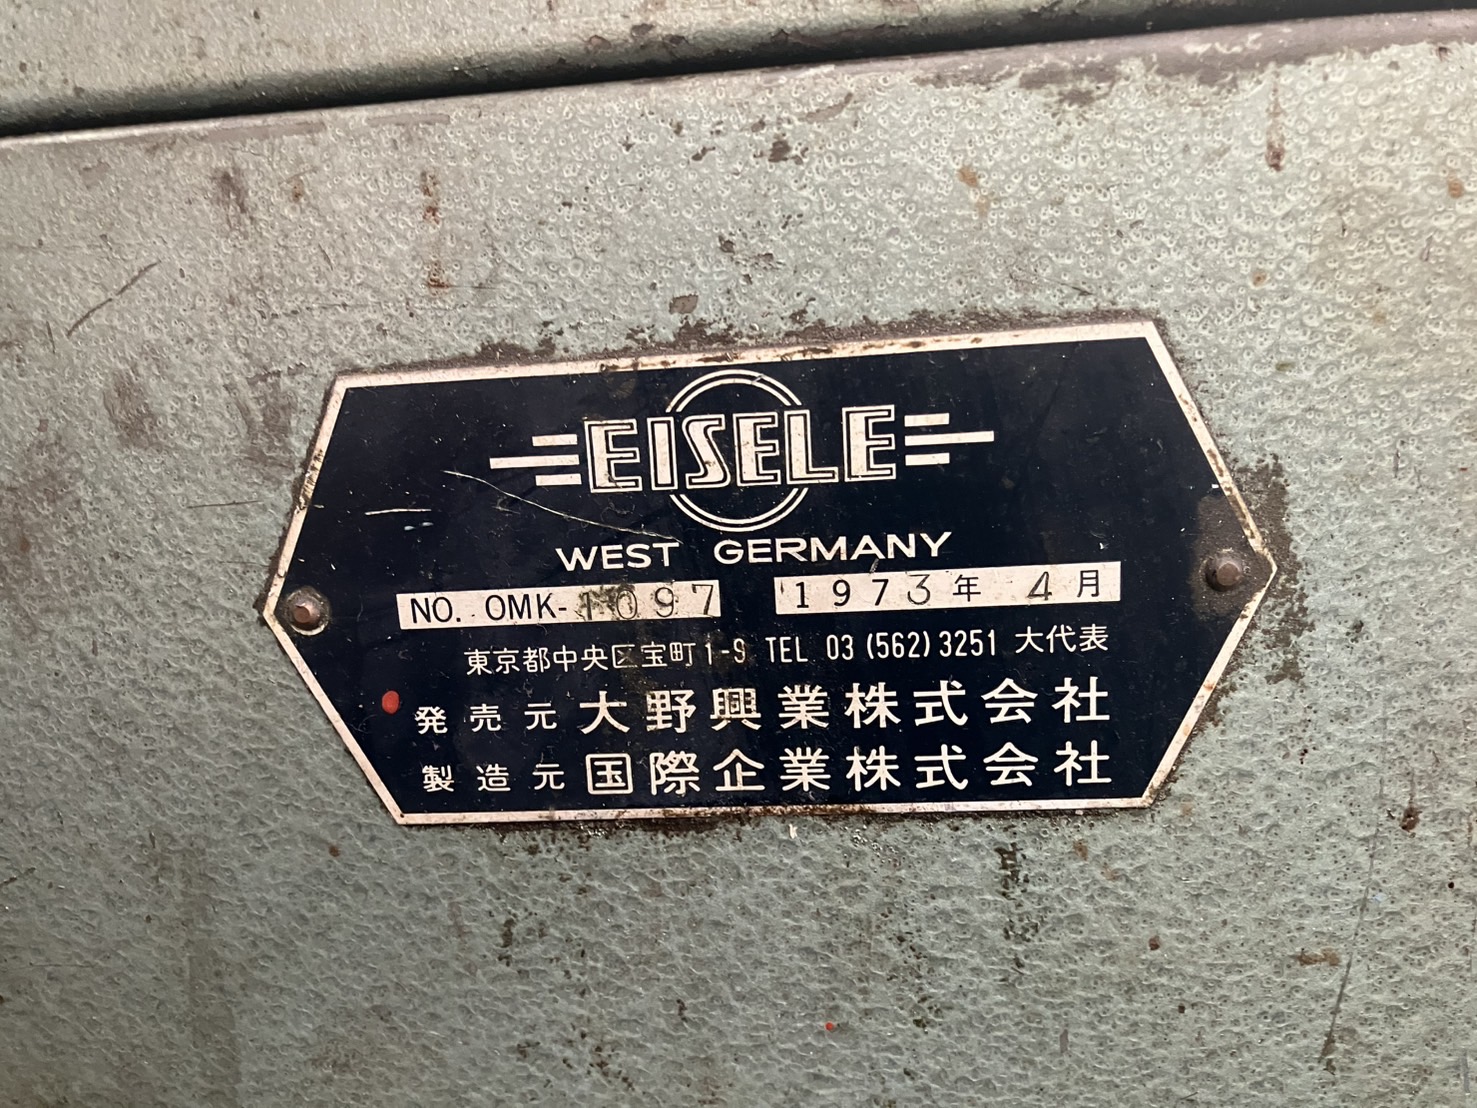 EISELE
WEST GERMANY
NO. OMK-1097 1973年 4月
東京都中央区宝町1-9 TEL 03 (562) 3251 大代表
発売元 大野興業株式会社
製造元 国際企業株式会社